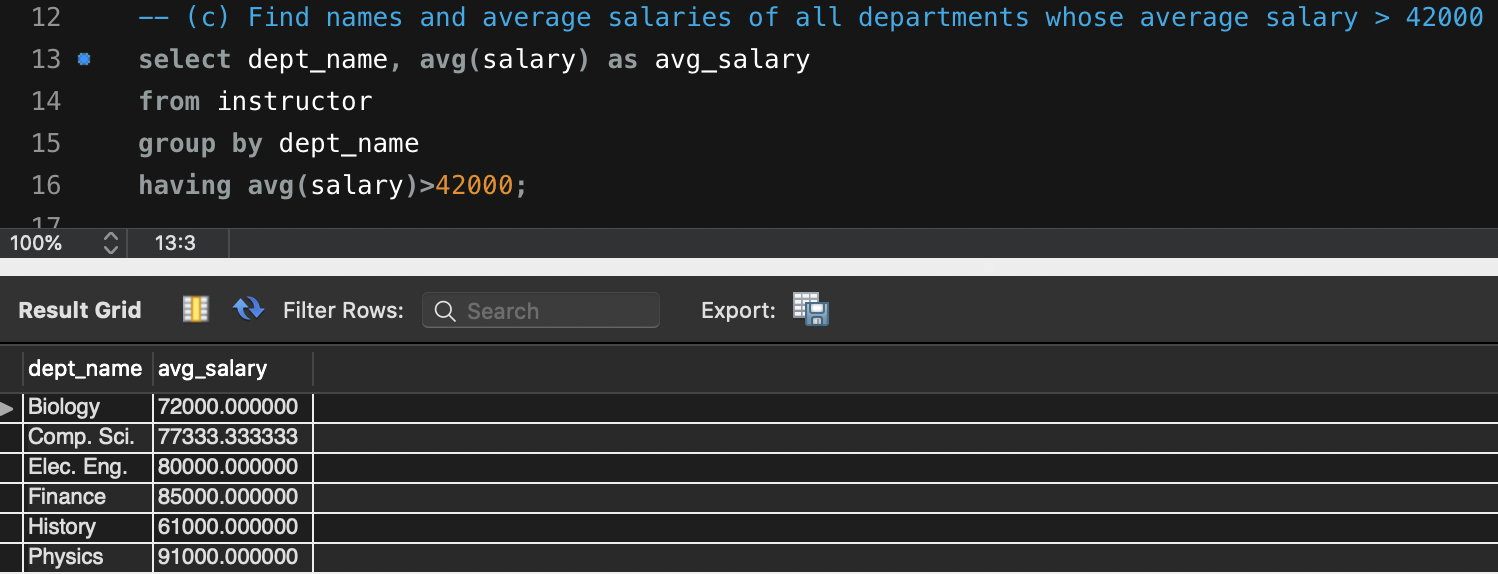 12 -- (c) Find names and average salaries of all departments whose average salary > 42000
13 select dept_name, avg(salary) as avg_salary
14 from instructor
15 group by dept_name
16 having avg(salary)>42000;
17
100% 13:3
Result Grid Filter Rows: Search Export:
dept_name avg_salary
Biology 72000.000000
Comp. Sci. 77333.333333
Elec. Eng. 80000.000000
Finance 85000.000000
History 61000.000000
Physics 91000.000000